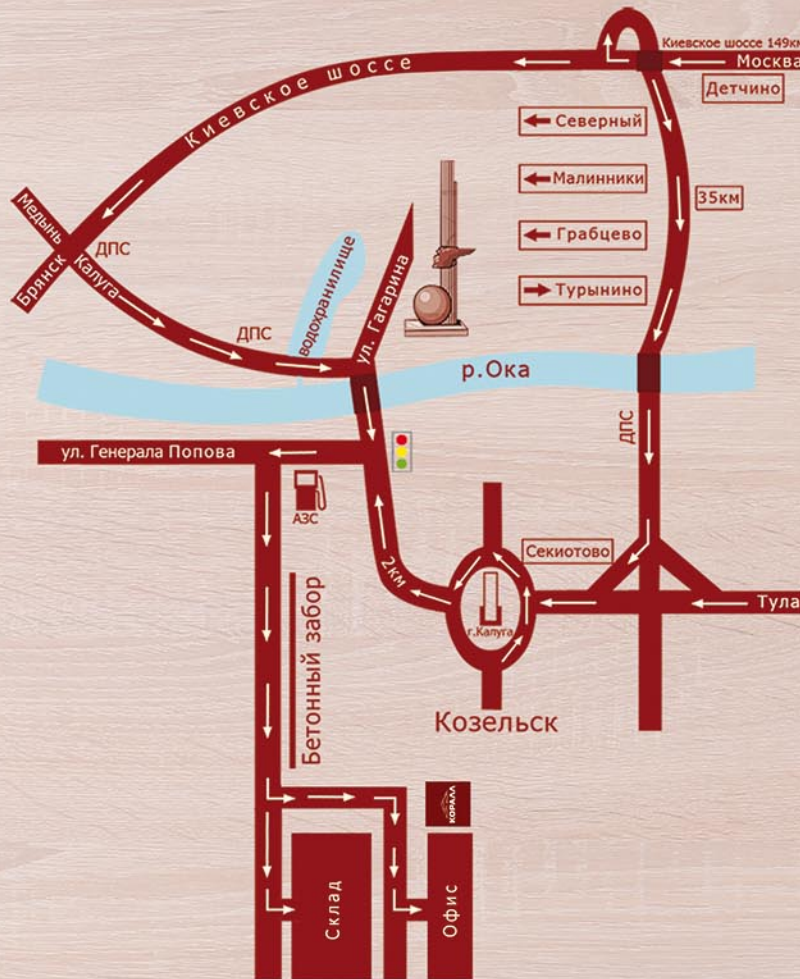 Киевское шоссе 149км
Москва
Детчино
Киевское шоссе
Северный
Малинники
35км
Грабцево
Турынино
Медынь
Брянск
ДПС
Калуга
ДПС
водохранилище
ул. Гагарина
р.Ока
ДПС
ул. Генерала Попова
АЗС
Секиотово
2км
г.Калуга
Тула
Бетонный забор
Козельск
КОРАЛЛ
Склад
Офис